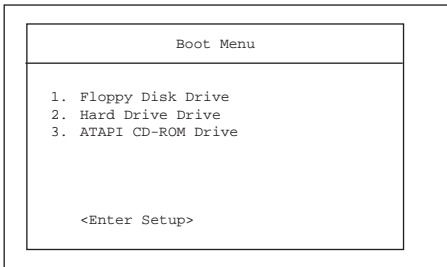 Boot Menu
1. Floppy Disk Drive
2. Hard Drive Drive
3. ATAPI CD-ROM Drive
<Enter Setup>